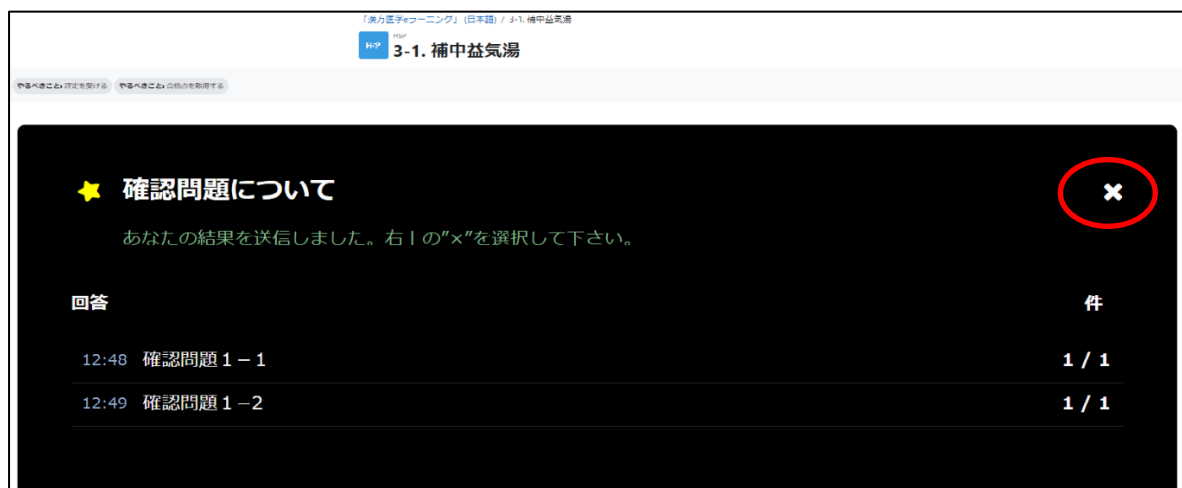 「漢方医学eラーニング」 (日本語) / 3-1. 補中益気湯
H5P
H-P
3-1. 補中益気湯
やるべきこと: 評定を受ける やるべきこと: 合格点を取得する
確認問題について
あなたの結果を送信しました。右上の"×"を選択して下さい。
回答 件
12:48 確認問題１－１ 1 / 1
12:49 確認問題１－2 1 / 1